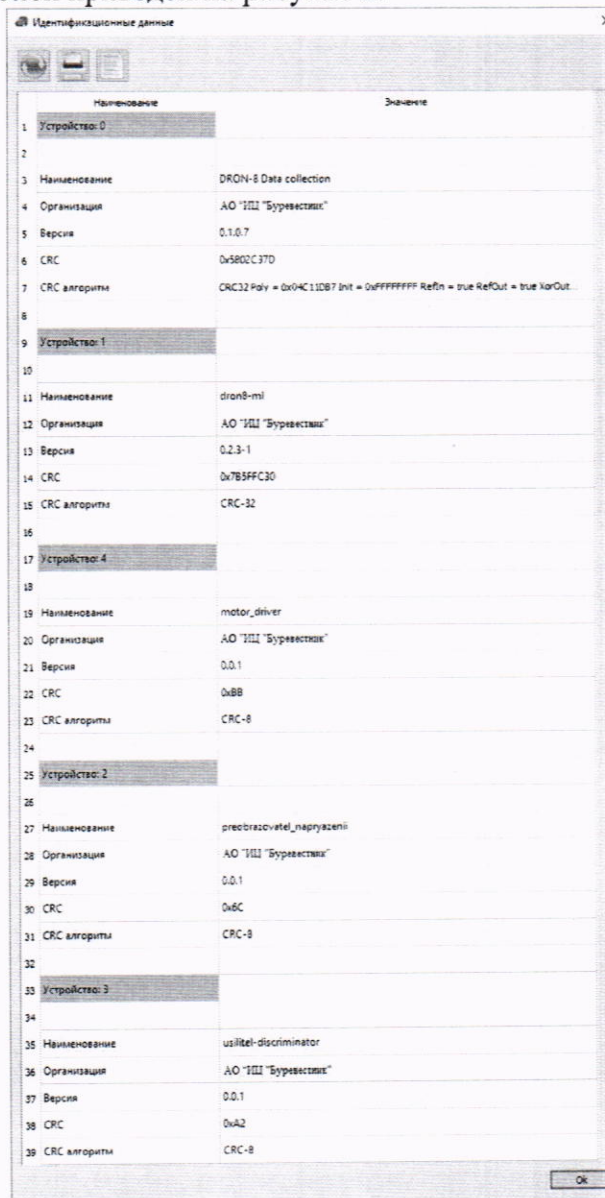 Идентификационные данные
Наименование Значение
1 Устройство: 0
2
3 Наименование DRON-8 Data collection
4 Организация АО "ИЦ "Буревестник"
5 Версия 0.1.0.7
6 CRC 0x5802C37D
7 CRC алгоритм CRC32 Poly = 0x04C11DB7 Init = 0xFFFFFFFF RefIn = true RefOut = true XorOut...
8
9 Устройство: 1
10
11 Наименование dron8-ml
12 Организация АО "ИЦ "Буревестник"
13 Версия 0.2.3-1
14 CRC 0x7B5FFC30
15 CRC алгоритм CRC-32
16
17 Устройство: 4
18
19 Наименование motor_driver
20 Организация АО "ИЦ "Буревестник"
21 Версия 0.0.1
22 CRC 0xBB
23 CRC алгоритм CRC-8
24
25 Устройство: 2
26
27 Наименование preobrazovatel_napryazenii
28 Организация АО "ИЦ "Буревестник"
29 Версия 0.0.1
30 CRC 0x6C
31 CRC алгоритм CRC-8
32
33 Устройство: 3
34
35 Наименование usilitel-discriminator
36 Организация АО "ИЦ "Буревестник"
37 Версия 0.0.1
38 CRC 0xA2
39 CRC алгоритм CRC-8
Ok